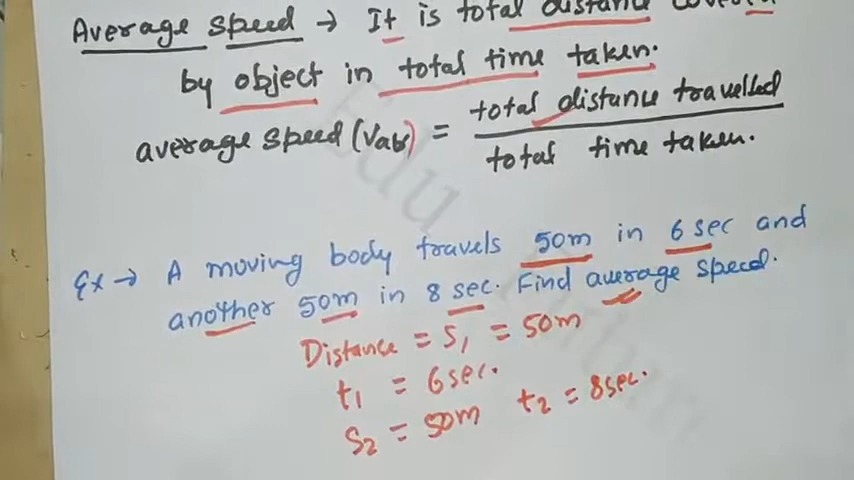 Average speed → It is total distance covered
by object in total time taken.
average speed (Vav) = total distance travelled
total time taken.
Ex → A moving body travels 50m in 6 sec and
another 50m in 8 sec. Find average speed.
Distance = S1 = 50m
t1 = 6sec.
S2 = 50m t2 = 8sec.
Edu